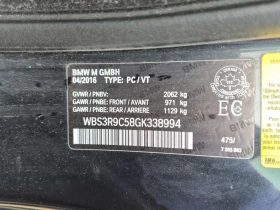 BMW M GMBH
04/2016 TYPE: PC / VT
GVWR / PNBV: 2062 kg
GAWR / PNBE: FRONT / AVANT 971 kg
GAWR / PNBE: REAR / ARRIERE 1129 kg
WBS3R9C58GK338994
EC
475/